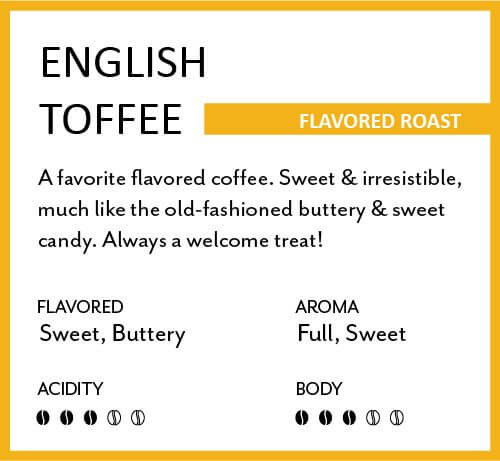 ENGLISH
TOFFEE
FLAVORED ROAST
A favorite flavored coffee. Sweet & irresistible,
much like the old-fashioned buttery & sweet
candy. Always a welcome treat!
FLAVORED
Sweet, Buttery
AROMA
Full, Sweet
ACIDITY
BODY